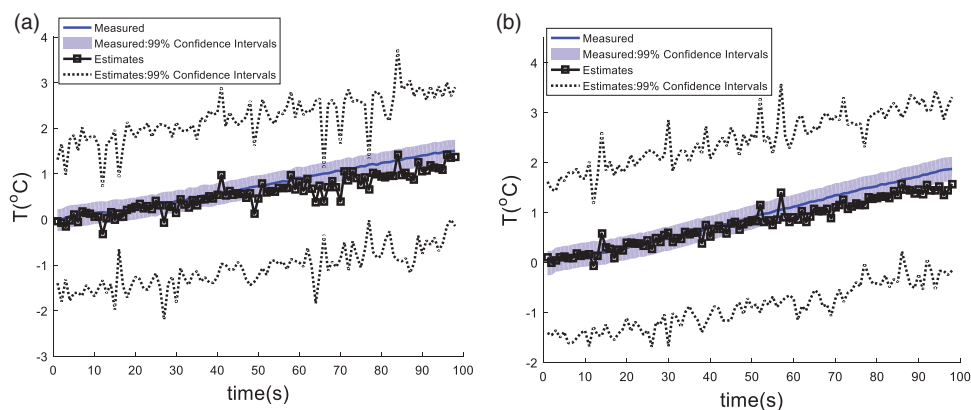 (a)
Measured
Measured:99% Confidence Intervals
Estimates
Estimates:99% Confidence Intervals
4
3
2
1
0
-1
-2
-3
T(°C)
0 10 20 30 40 50 60 70 80 90 100
time(s)
(b)
Measured
Measured:99% Confidence Intervals
Estimates
Estimates:99% Confidence Intervals
4
3
2
1
0
-1
-2
T(°C)
0 10 20 30 40 50 60 70 80 90 100
time(s)